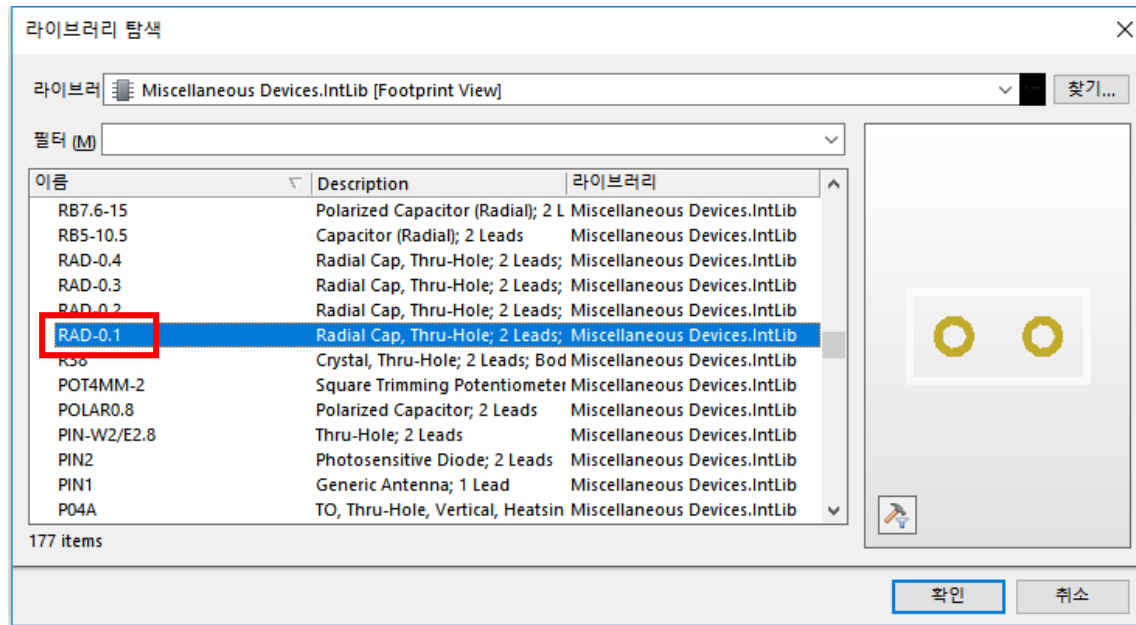 라이브러리 탐색
라이브러 Miscellaneous Devices.IntLib [Footprint View] ... 찾기...
필터 (M)
이름 Description 라이브러리
RB7.6-15 Polarized Capacitor (Radial); 2 L Miscellaneous Devices.IntLib
RB5-10.5 Capacitor (Radial); 2 Leads Miscellaneous Devices.IntLib
RAD-0.4 Radial Cap, Thru-Hole; 2 Leads; Miscellaneous Devices.IntLib
RAD-0.3 Radial Cap, Thru-Hole; 2 Leads; Miscellaneous Devices.IntLib
RAD-0.2 Radial Cap, Thru-Hole; 2 Leads; Miscellaneous Devices.IntLib
RAD-0.1 Radial Cap, Thru-Hole; 2 Leads; Miscellaneous Devices.IntLib
R38 Crystal, Thru-Hole; 2 Leads; Bod Miscellaneous Devices.IntLib
POT4MM-2 Square Trimming Potentiometer Miscellaneous Devices.IntLib
POLAR0.8 Polarized Capacitor; 2 Leads Miscellaneous Devices.IntLib
PIN-W2/E2.8 Thru-Hole; 2 Leads Miscellaneous Devices.IntLib
PIN2 Photosensitive Diode; 2 Leads Miscellaneous Devices.IntLib
PIN1 Generic Antenna; 1 Lead Miscellaneous Devices.IntLib
P04A TO, Thru-Hole, Vertical, Heatsin Miscellaneous Devices.IntLib
177 items
확인 취소